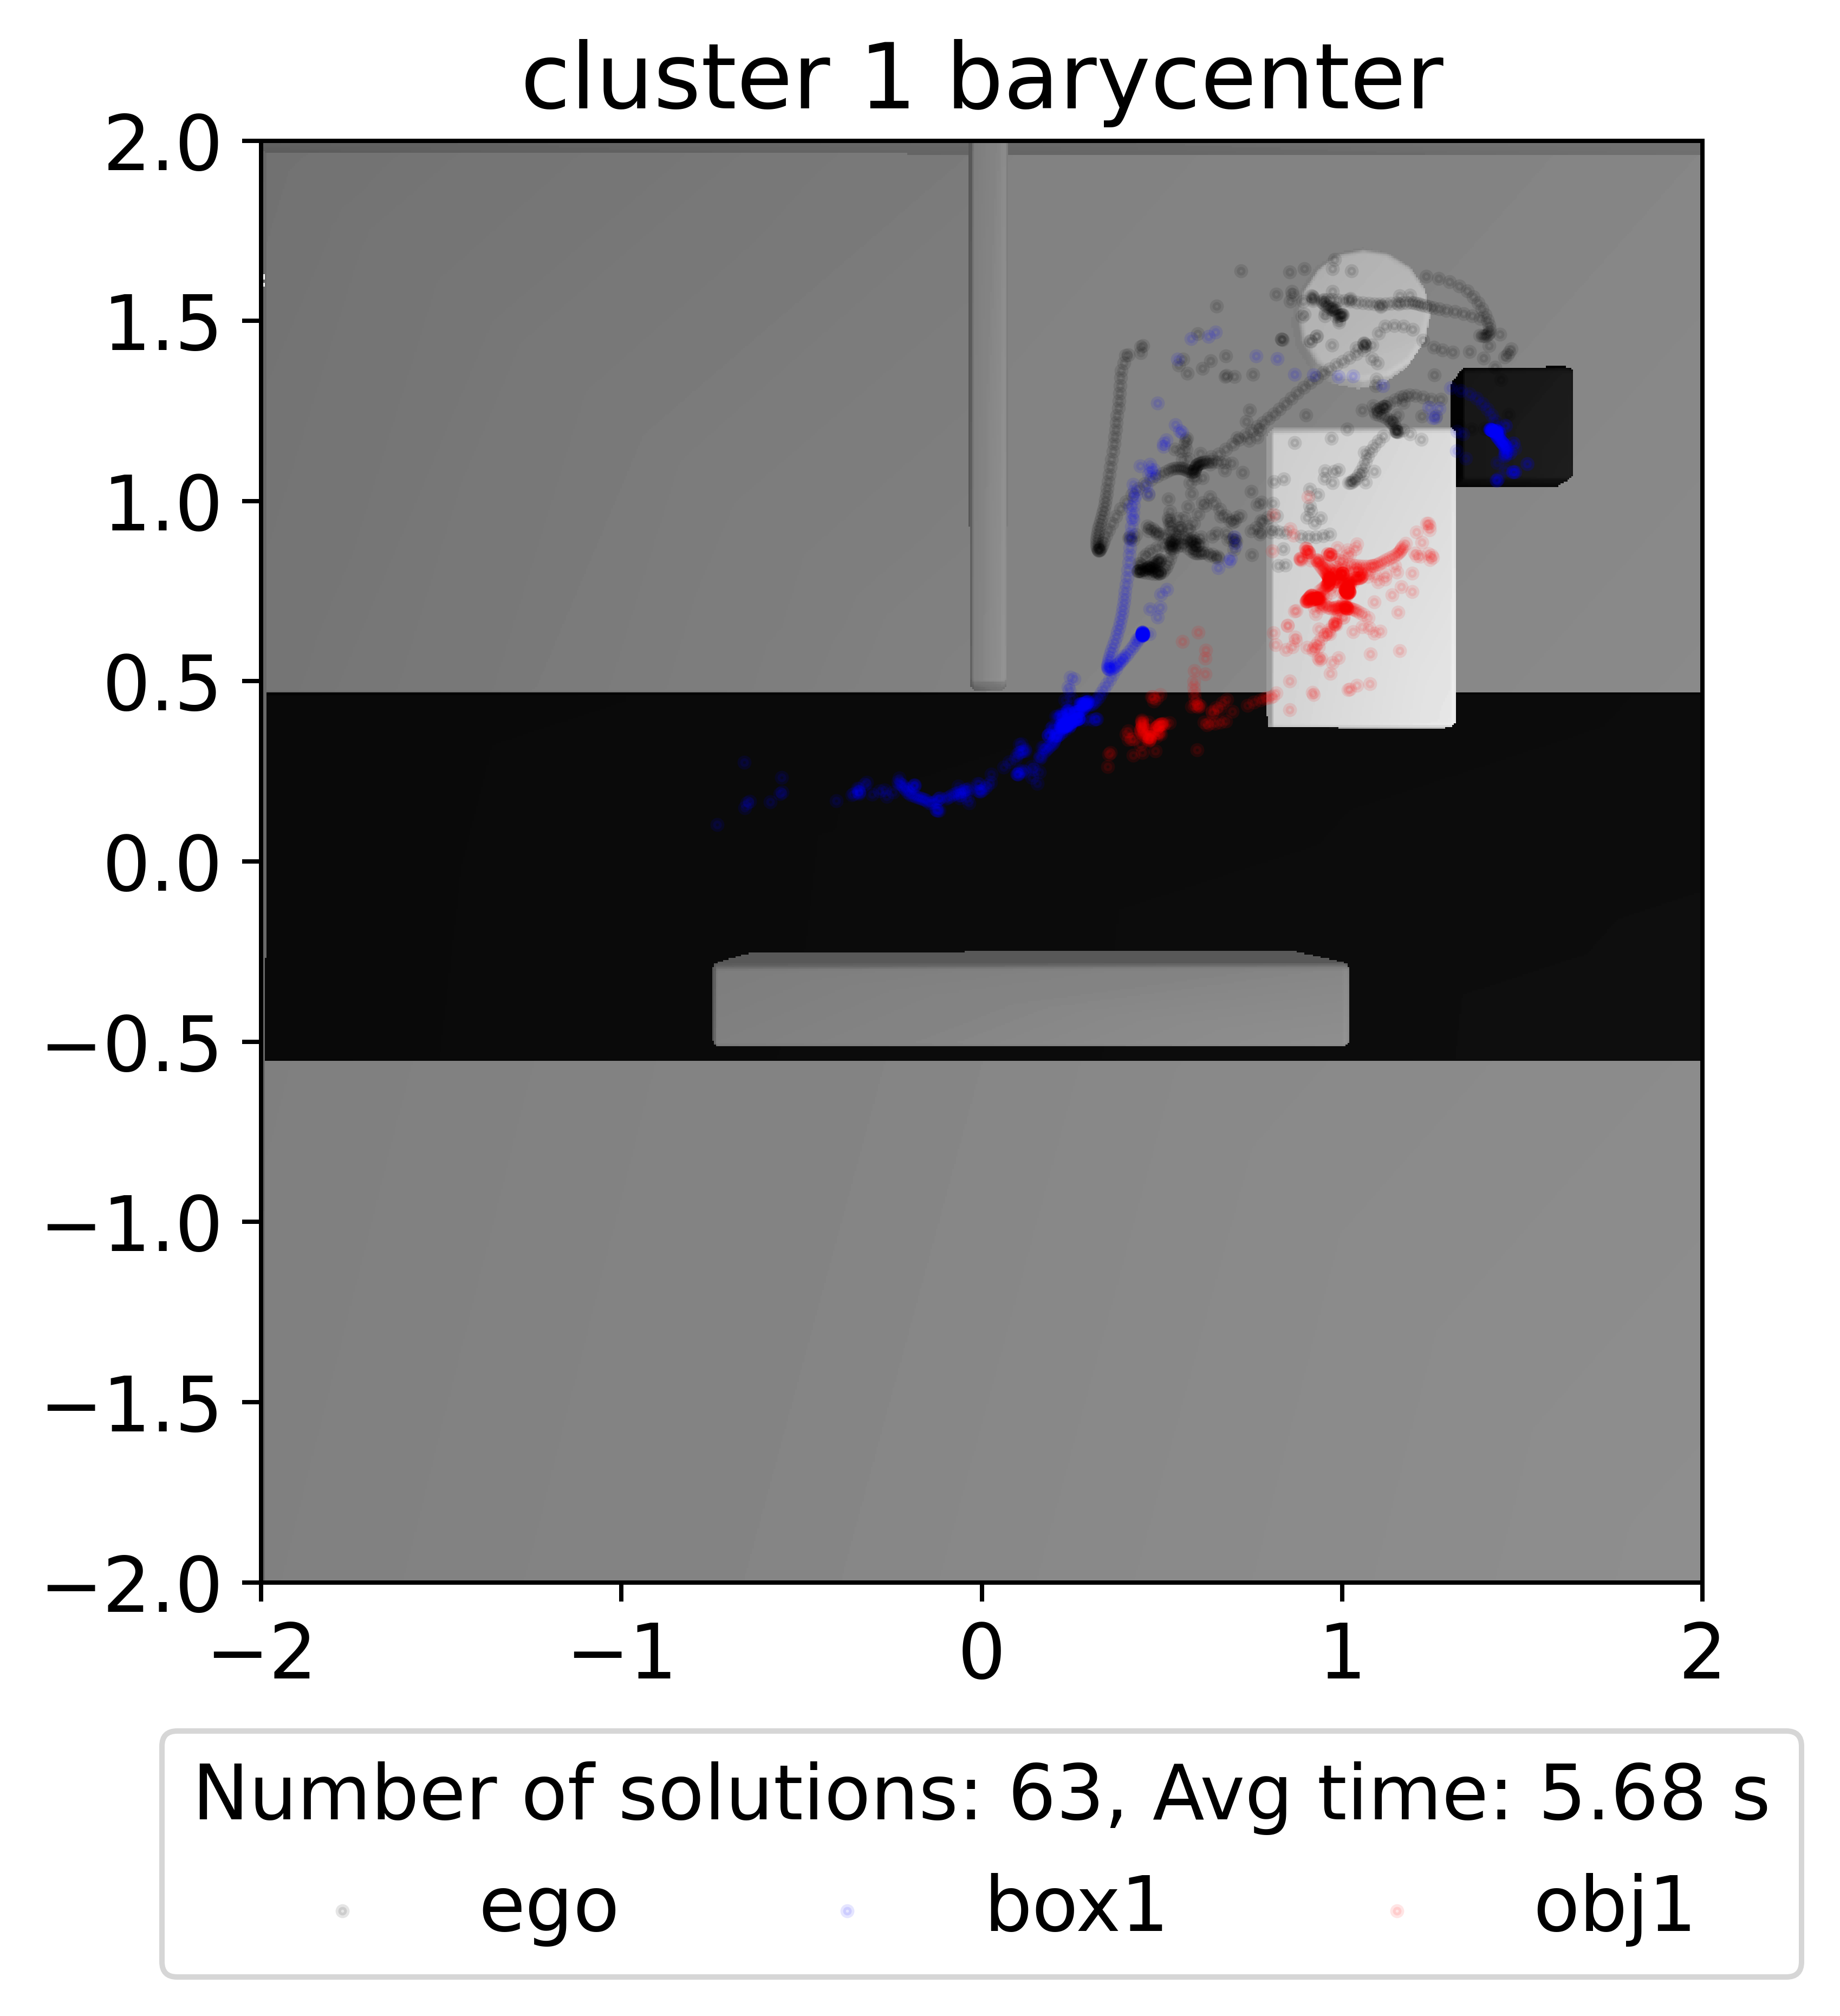 cluster 1 barycenter
2.0
1.5
1.0
0.5
0.0
−0.5
−1.0
−1.5
−2.0
−2 −1 0 1 2
Number of solutions: 63, Avg time: 5.68 s
ego box1 obj1